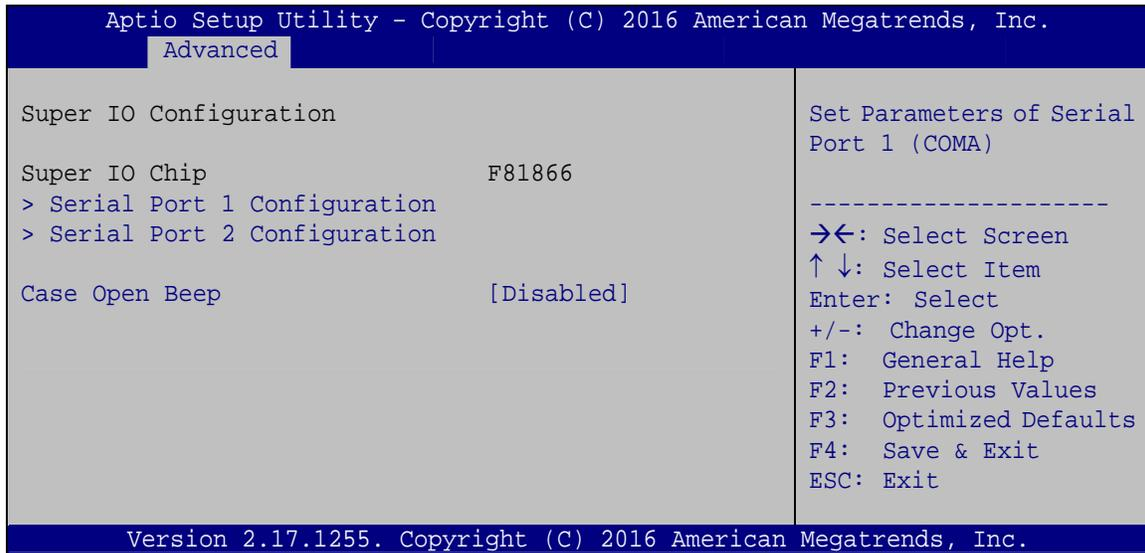 Aptio Setup Utility – Copyright (C) 2016 American Megatrends, Inc.
Advanced
Super IO Configuration
Super IO Chip F81866
> Serial Port 1 Configuration
> Serial Port 2 Configuration
Case Open Beep [Disabled]
Set Parameters of Serial
Port 1 (COMA)
---------------------
→←: Select Screen
↑ ↓: Select Item
Enter: Select
+/-: Change Opt.
F1: General Help
F2: Previous Values
F3: Optimized Defaults
F4: Save & Exit
ESC: Exit
Version 2.17.1255. Copyright (C) 2016 American Megatrends, Inc.